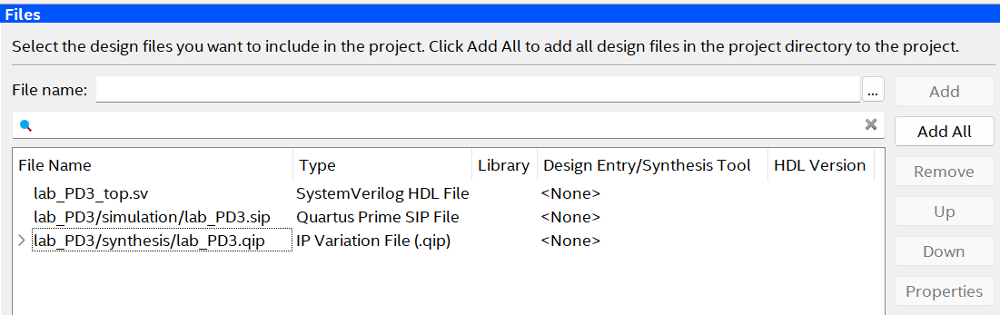 Files
Select the design files you want to include in the project. Click Add All to add all design files in the project directory to the project.
File name: ... Add
Add All
File Name Type Library Design Entry/Synthesis Tool HDL Version
Remove
lab_PD3_top.sv SystemVerilog HDL File <None>
Up
lab_PD3/simulation/lab_PD3.sip Quartus Prime SIP File <None>
lab_PD3/synthesis/lab_PD3.qip IP Variation File (.qip) <None>
Down
Properties